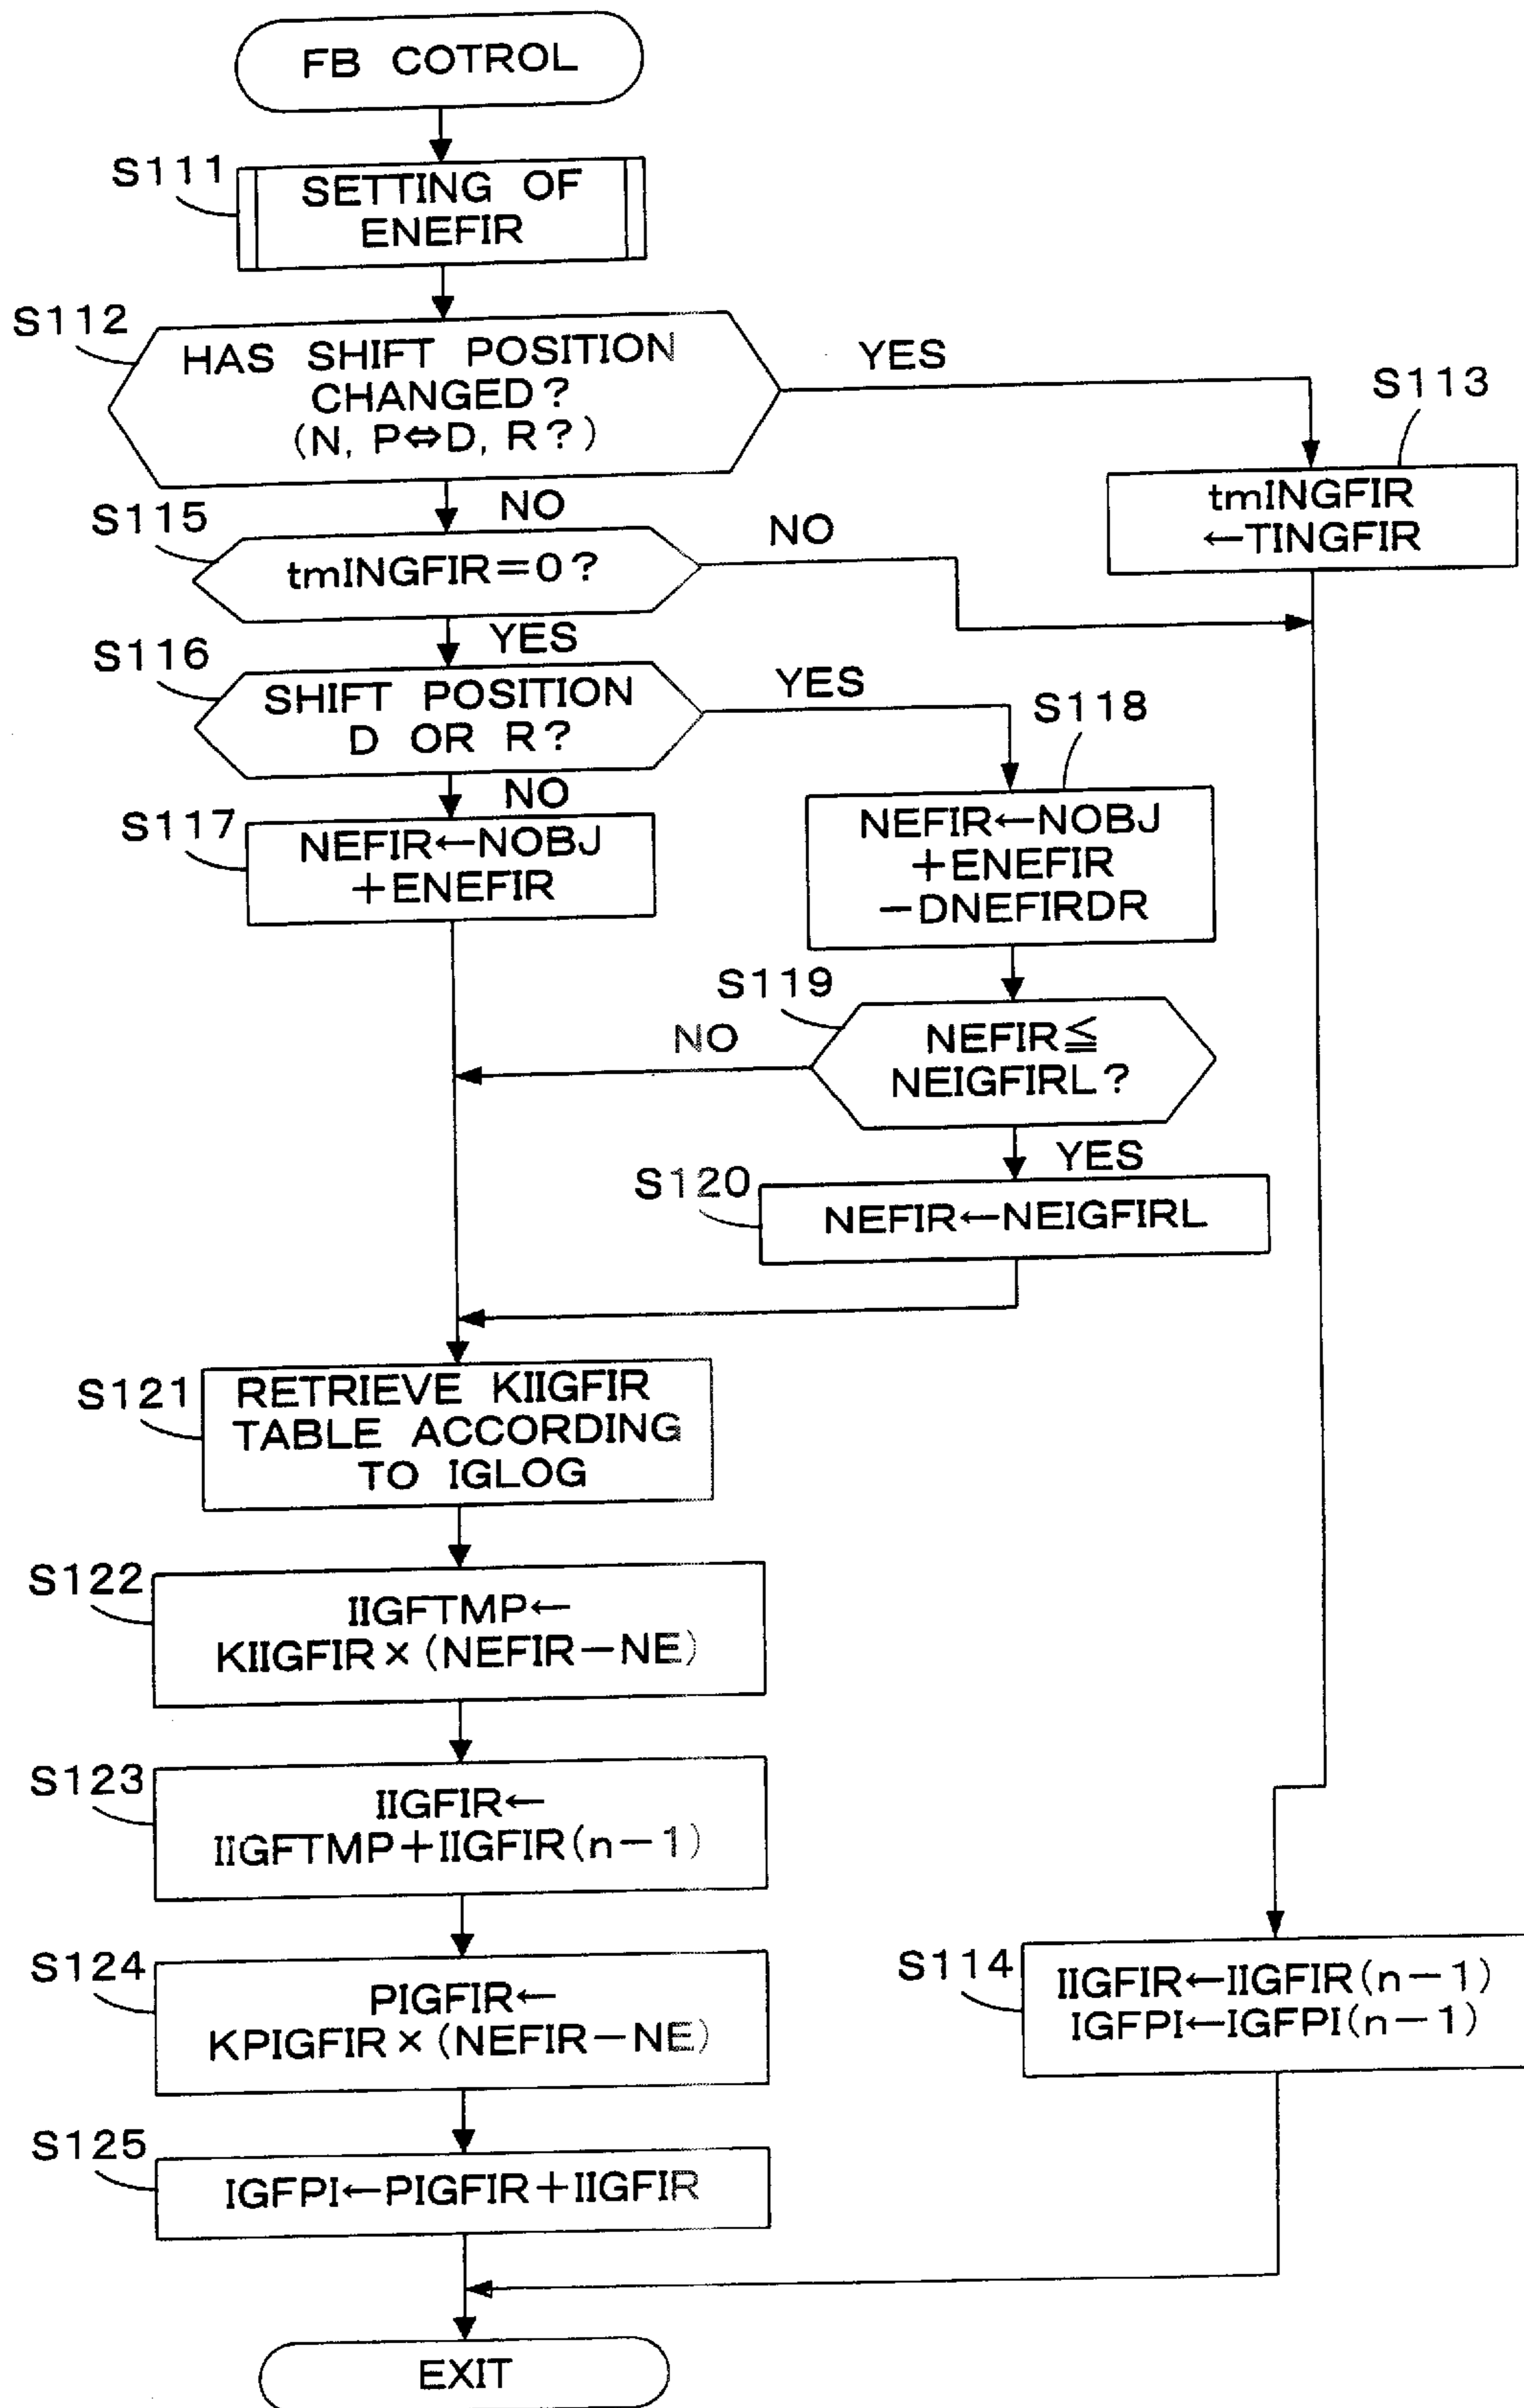 FB COTROL
S111
SETTING OF
ENEFIR
S112
HAS SHIFT POSITION
CHANGED?
(N, P⇔D, R?)
YES
S113
tmINGFIR
←TINGFIR
NO
S115
tmINGFIR=0?
NO
YES
S116
SHIFT POSITION
D OR R?
YES
NO
S117
NEFIR←NOBJ
+ENEFIR
S118
NEFIR←NOBJ
+ENEFIR
−DNEFIRDR
S119
NEFIR≦
NEIGFIRL?
NO
YES
S120
NEFIR←NEIGFIRL
S121
RETRIEVE KIIGFIR
TABLE ACCORDING
TO IGLOG
S122
IIGFTMP←
KIIGFIR×(NEFIR−NE)
S123
IIGFIR←
IIGFTMP+IIGFIR(n−1)
S124
PIGFIR←
KPIGFIR×(NEFIR−NE)
S114
IIGFIR←IIGFIR(n−1)
IGFPI←IGFPI(n−1)
S125
IGFPI←PIGFIR+IIGFIR
EXIT